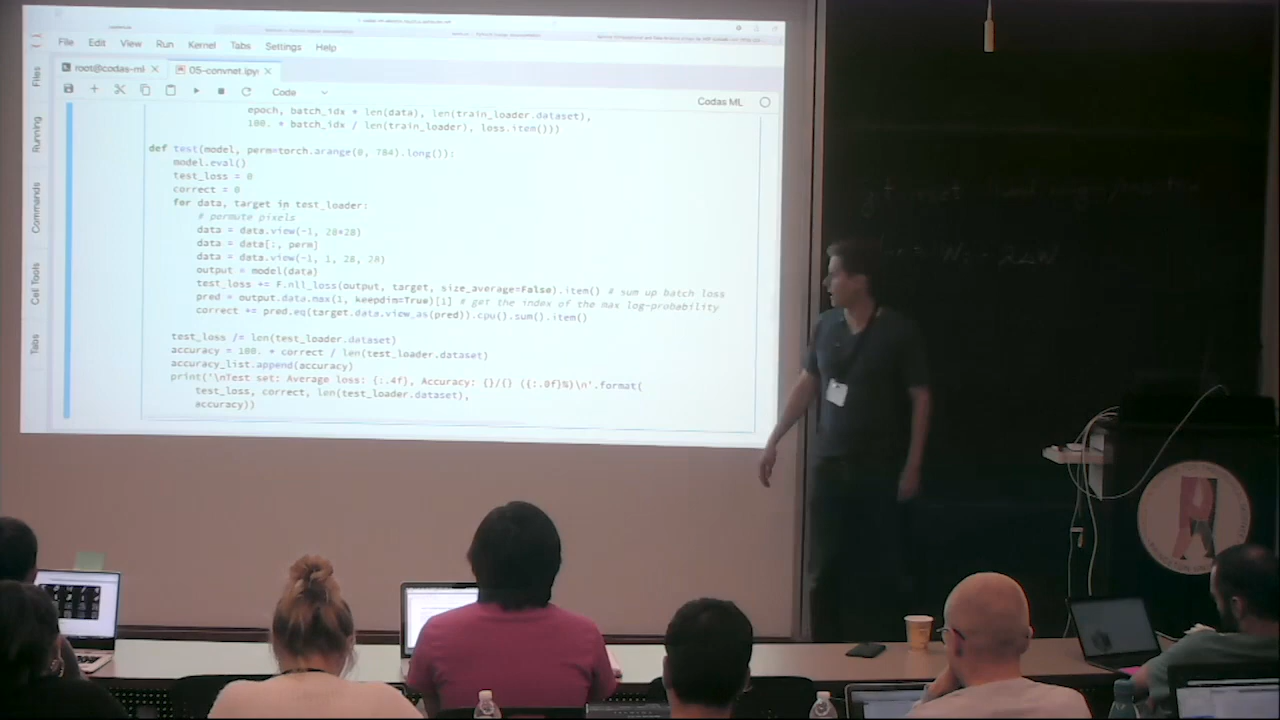 File Edit View Run Kernel Tabs Settings Help
root@codas-ml × 05-convnet.ipyn ×
Code
Codas ML
Files
Running
Commands
Cell Tools
Tabs
epoch, batch_idx * len(data), len(train_loader.dataset),
100. * batch_idx / len(train_loader), loss.item()))
def test(model, perm=torch.arange(0, 784).long()):
model.eval()
test_loss = 0
correct = 0
for data, target in test_loader:
# permute pixels
data = data.view(-1, 28*28)
data = data[:, perm]
data = data.view(-1, 1, 28, 28)
output = model(data)
test_loss += F.nll_loss(output, target, size_average=False).item() # sum up batch loss
pred = output.data.max(1, keepdim=True)[1] # get the index of the max log-probability
correct += pred.eq(target.data.view_as(pred)).cpu().sum().item()
test_loss /= len(test_loader.dataset)
accuracy = 100. * correct / len(test_loader.dataset)
accuracy_list.append(accuracy)
print('\nTest set: Average loss: {:.4f}, Accuracy: {}/{} ({:.0f}%)\n'.format(
test_loss, correct, len(test_loader.dataset),
accuracy))